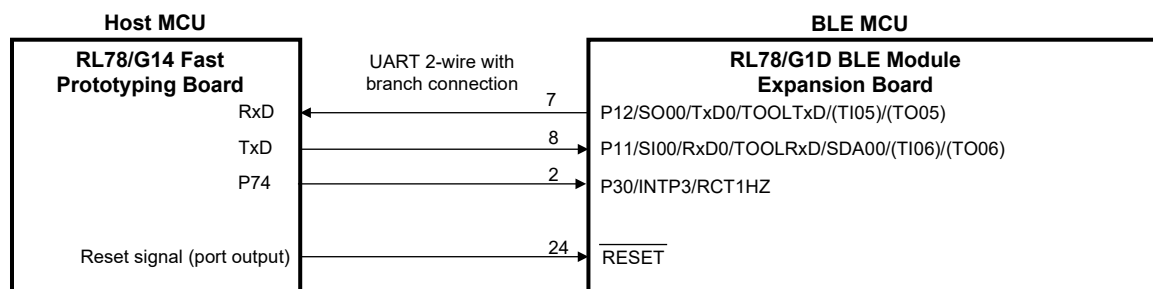 Host MCU
BLE MCU
RL78/G14 Fast
Prototyping Board
UART 2-wire with
branch connection
RL78/G1D BLE Module
Expansion Board
RxD
7
P12/SO00/TxD0/TOOLTxD/(TI05)/(TO05)
TxD
8
P11/SI00/RxD0/TOOLRxD/SDA00/(TI06)/(TO06)
P74
2
P30/INTP3/RCT1HZ
Reset signal (port output)
24
RESET